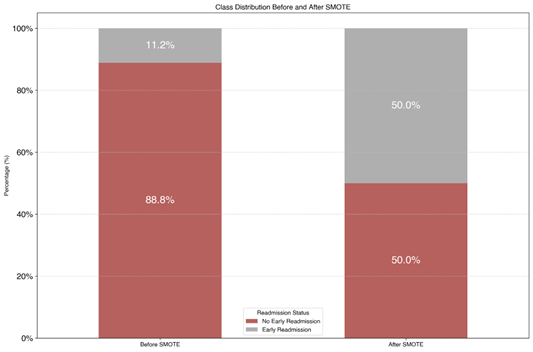 Class Distribution Before and After SMOTE
100%
80%
60%
40%
20%
0%
Percentage (%)
11.2%
88.8%
50.0%
50.0%
Readmission Status
No Early Readmission
Early Readmission
Before SMOTE
After SMOTE